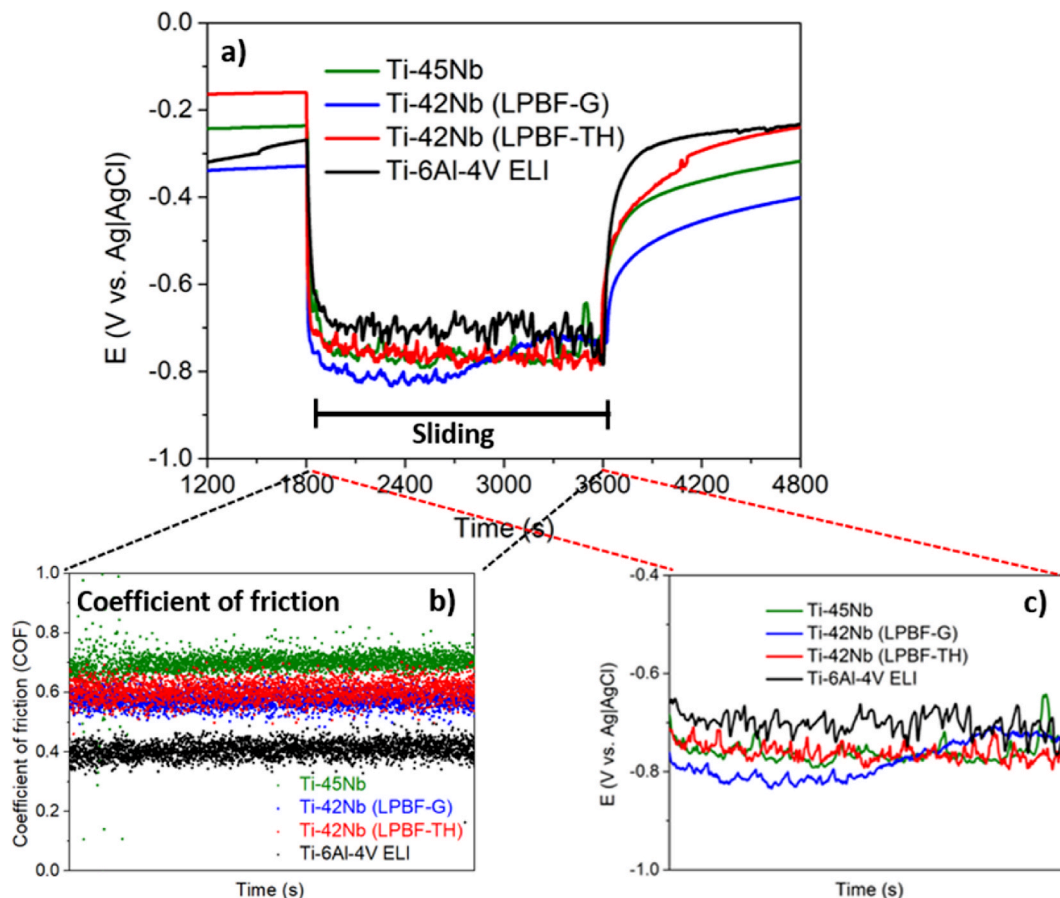 a)
Ti-45Nb
Ti-42Nb (LPBF-G)
Ti-42Nb (LPBF-TH)
Ti-6Al-4V ELI
E (V vs. Ag|AgCl)
0.0
-0.2
-0.4
-0.6
-0.8
-1.0
Sliding
1200 1800 2400 3000 3600 4200 4800
Time (s)
Coefficient of friction b)
Coefficient of friction (COF)
1.0
0.8
0.6
0.4
0.2
0.0
Ti-45Nb
Ti-42Nb (LPBF-G)
Ti-42Nb (LPBF-TH)
Ti-6Al-4V ELI
Time (s)
c)
Ti-45Nb
Ti-42Nb (LPBF-G)
Ti-42Nb (LPBF-TH)
Ti-6Al-4V ELI
E (V vs. Ag|AgCl)
-0.4
-0.6
-0.8
-1.0
Time (s)